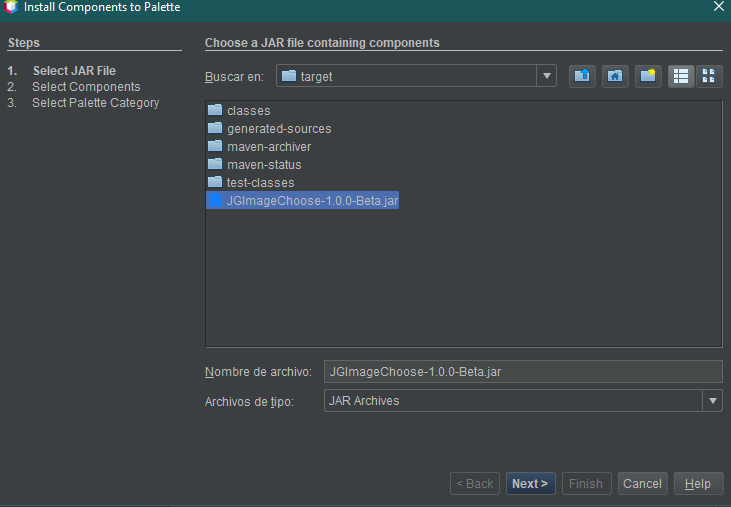 Install Components to Palette
Steps
1. Select JAR File
2. Select Components
3. Select Palette Category
Choose a JAR file containing components
Buscar en:
target
classes
generated-sources
maven-archiver
maven-status
test-classes
JGImageChoose-1.0.0-Beta.jar
Nombre de archivo:
JGImageChoose-1.0.0-Beta.jar
Archivos de tipo:
JAR Archives
< Back
Next >
Finish
Cancel
Help